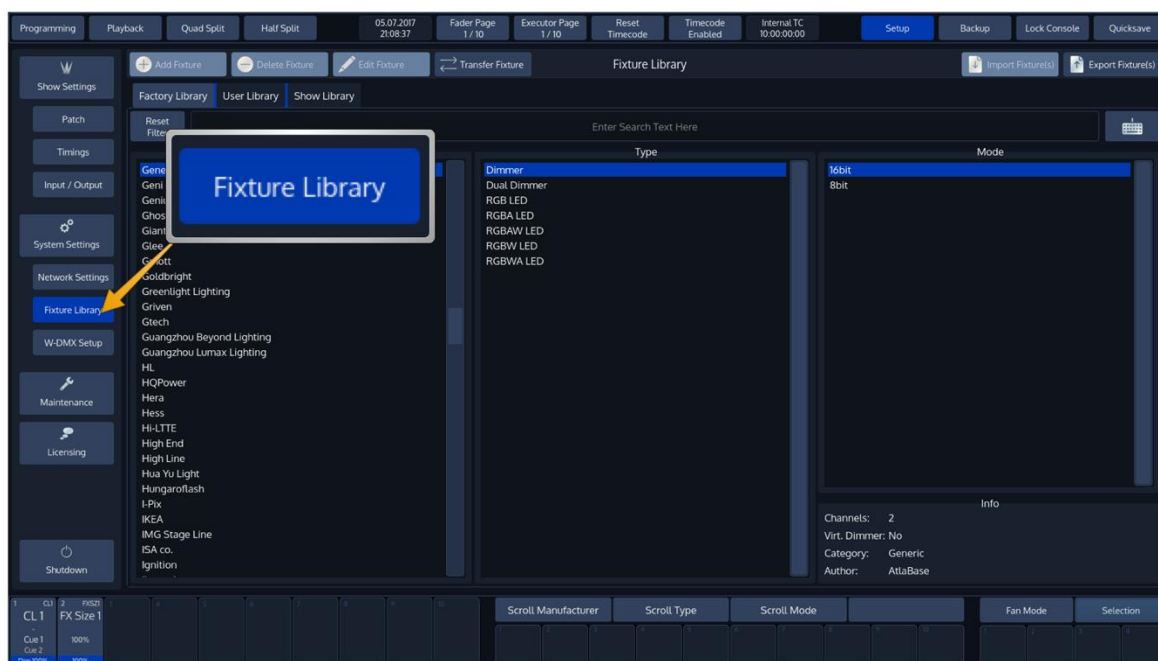 Programming
Playback
Quad Split
Half Split
05.07.2017
21:08:37
Fader Page
1 / 10
Executor Page
1 / 10
Reset
Timecode
Timecode
Enabled
Internal TC
10:00:00:00
Setup
Backup
Lock Console
Quicksave
Show Settings
Patch
Timings
Input / Output
System Settings
Network Settings
Fixture Library
W-DMX Setup
Maintenance
Licensing
Shutdown
Add Fixture
Delete Fixture
Edit Fixture
Transfer Fixture
Fixture Library
Import Fixture(s)
Export Fixture(s)
Factory Library
User Library
Show Library
Reset
Enter Search Text Here
Fixture Library
Geni
Glee
Goldbright
Greenlight Lighting
Griven
Gtech
Guangzhou Beyond Lighting
Guangzhou Lumax Lighting
HL
HQPower
Hera
Hess
Hi-LTTE
High End
High Line
Hua Yu Light
Hungaroflash
I-Pix
IKEA
IMG Stage Line
ISA co.
Ignition
Type
Dimmer
Dual Dimmer
RGB LED
RGBA LED
RGBAW LED
RGBW LED
RGBWA LED
Mode
16bit
8bit
Info
Channels: 2
Virt. Dimmer: No
Category: Generic
Author: AtlaBase
1 CL1
CL 1
Cue 1
Cue 2
2 FXSZ1
FX Size 1
100%
Scroll Manufacturer
Scroll Type
Scroll Mode
Fan Mode
Selection